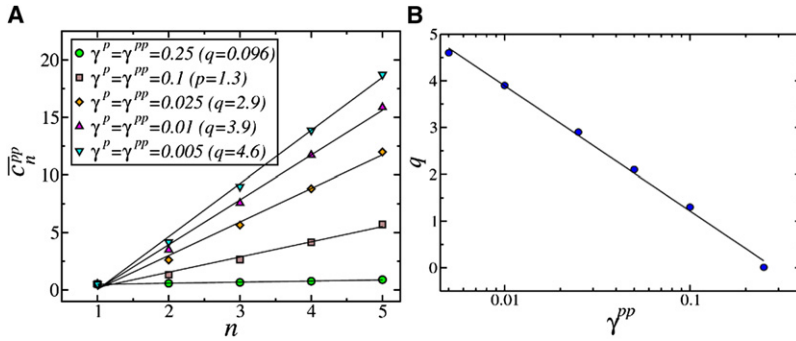 A
20
15
10
5
0
c̄ₙᵖᵖ
γᵖ=γᵖᵖ=0.25 (q=0.096)
γᵖ=γᵖᵖ=0.1 (p=1.3)
γᵖ=γᵖᵖ=0.025 (q=2.9)
γᵖ=γᵖᵖ=0.01 (q=3.9)
γᵖ=γᵖᵖ=0.005 (q=4.6)
1 2 3 4 5
n
B
5
4
3
2
1
0
q
0.01 0.1
γᵖᵖ